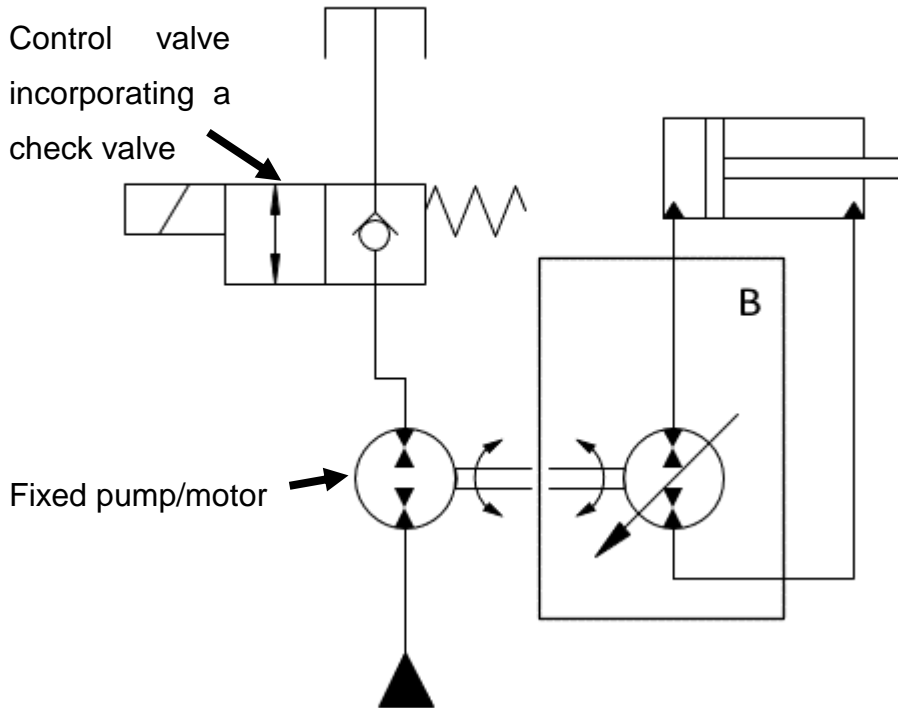 Control valve
incorporating a
check valve
B
Fixed pump/motor